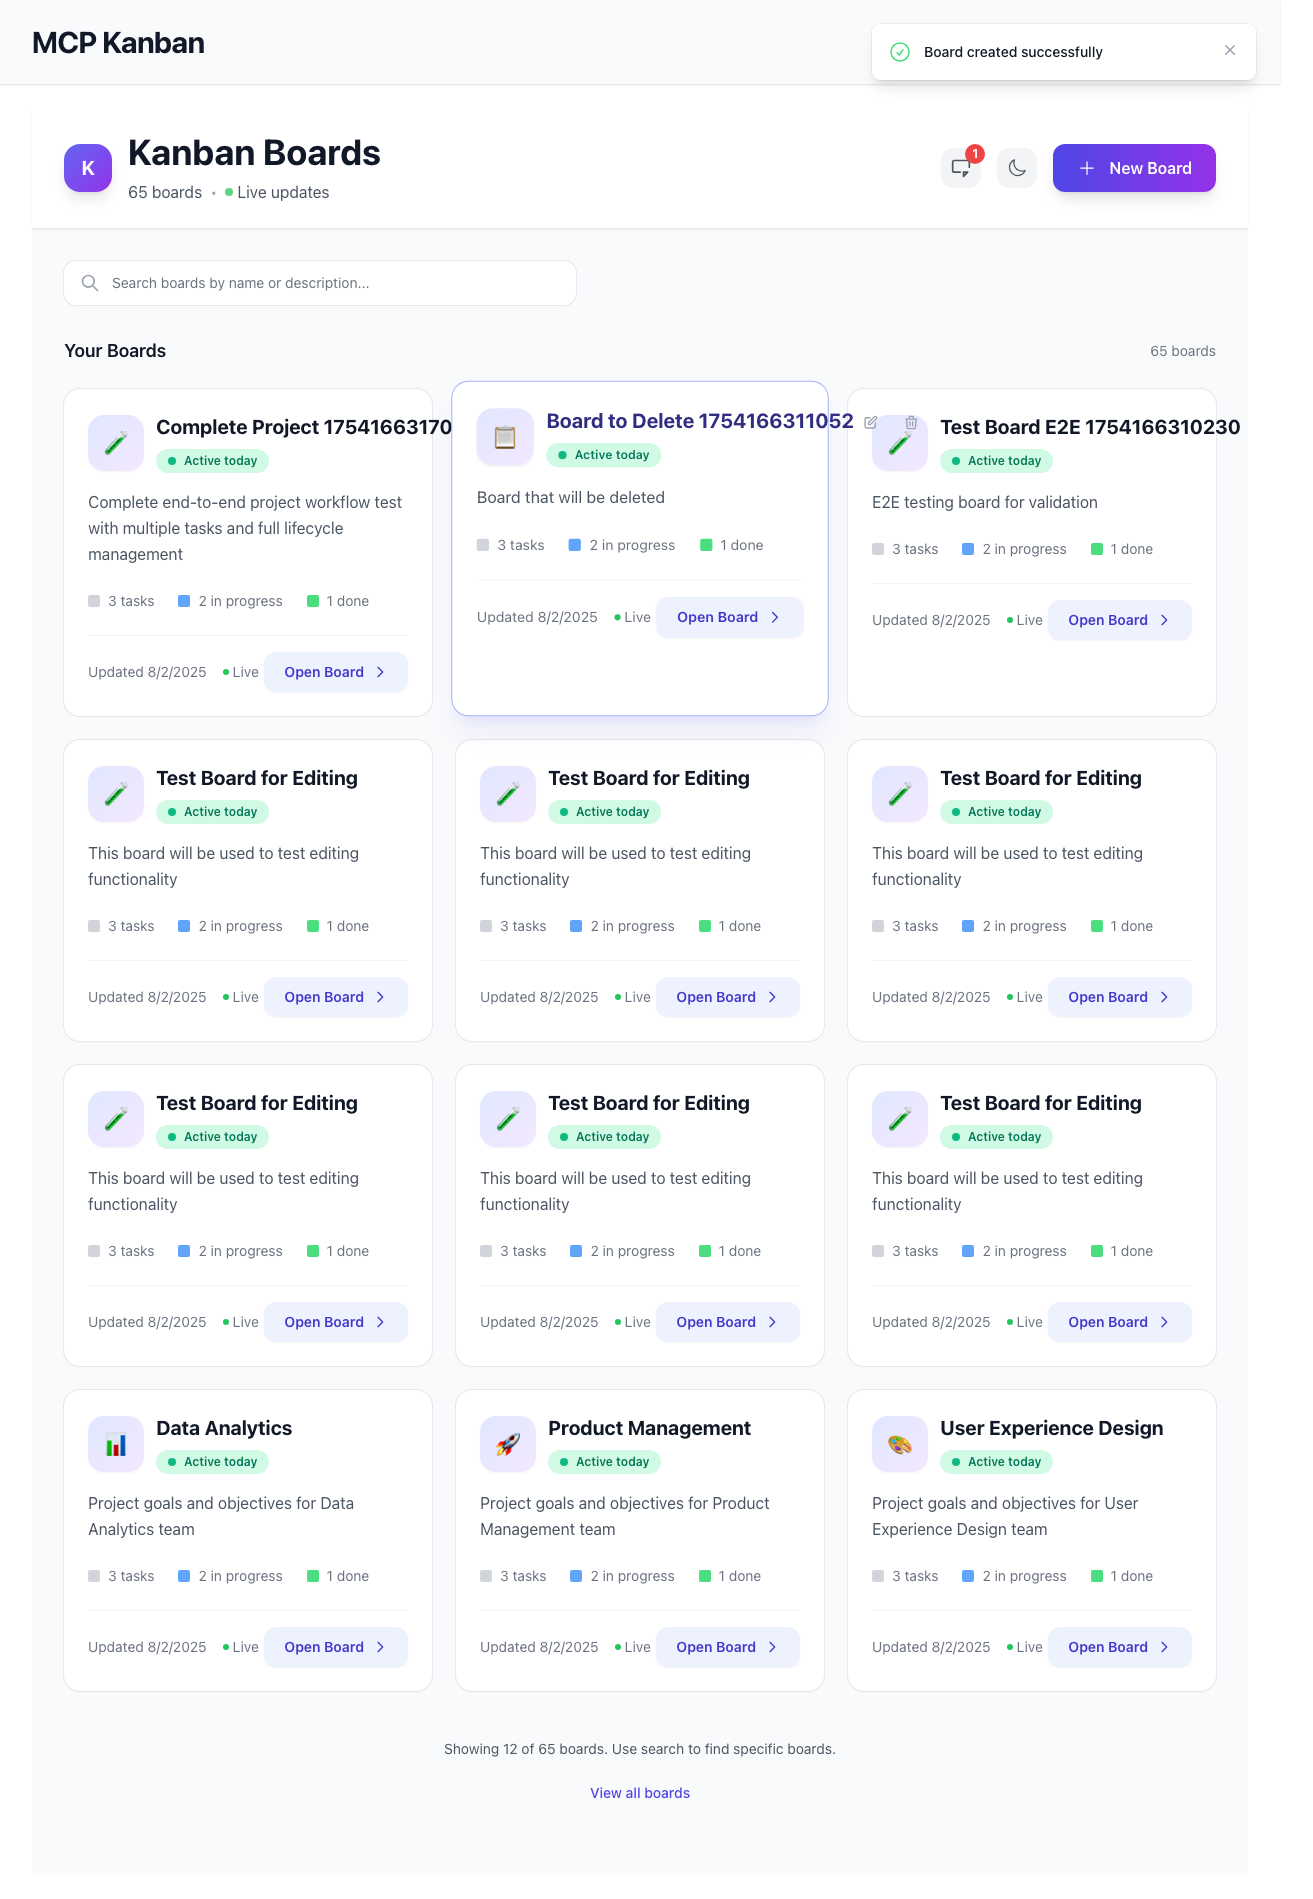 MCP Kanban
Board created successfully
K
Kanban Boards
65 boards • Live updates
1
New Board
Search boards by name or description...
Your Boards
65 boards
Complete Project 17541663170
Active today
Complete end-to-end project workflow test
with multiple tasks and full lifecycle
management
3 tasks 2 in progress 1 done
Updated 8/2/2025 Live Open Board
Board to Delete 1754166311052
Active today
Board that will be deleted
3 tasks 2 in progress 1 done
Updated 8/2/2025 Live Open Board
Test Board E2E 1754166310230
Active today
E2E testing board for validation
3 tasks 2 in progress 1 done
Updated 8/2/2025 Live Open Board
Test Board for Editing
Active today
This board will be used to test editing
functionality
3 tasks 2 in progress 1 done
Updated 8/2/2025 Live Open Board
Test Board for Editing
Active today
This board will be used to test editing
functionality
3 tasks 2 in progress 1 done
Updated 8/2/2025 Live Open Board
Test Board for Editing
Active today
This board will be used to test editing
functionality
3 tasks 2 in progress 1 done
Updated 8/2/2025 Live Open Board
Test Board for Editing
Active today
This board will be used to test editing
functionality
3 tasks 2 in progress 1 done
Updated 8/2/2025 Live Open Board
Test Board for Editing
Active today
This board will be used to test editing
functionality
3 tasks 2 in progress 1 done
Updated 8/2/2025 Live Open Board
Test Board for Editing
Active today
This board will be used to test editing
functionality
3 tasks 2 in progress 1 done
Updated 8/2/2025 Live Open Board
Data Analytics
Active today
Project goals and objectives for Data
Analytics team
3 tasks 2 in progress 1 done
Updated 8/2/2025 Live Open Board
Product Management
Active today
Project goals and objectives for Product
Management team
3 tasks 2 in progress 1 done
Updated 8/2/2025 Live Open Board
User Experience Design
Active today
Project goals and objectives for User
Experience Design team
3 tasks 2 in progress 1 done
Updated 8/2/2025 Live Open Board
Showing 12 of 65 boards. Use search to find specific boards.
View all boards